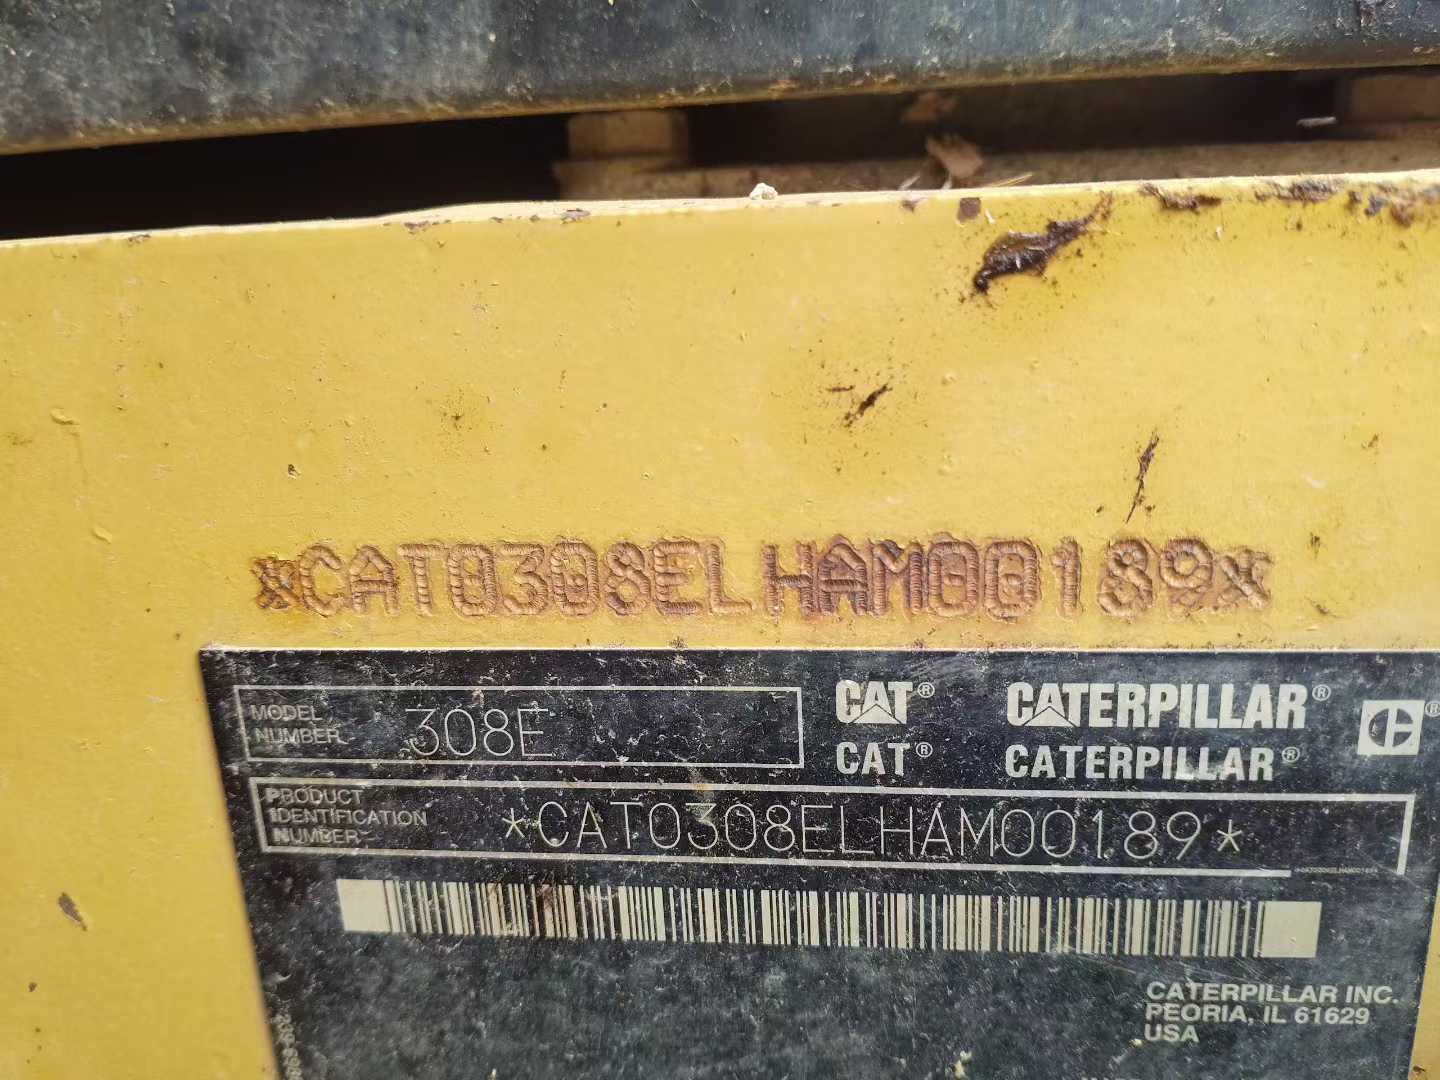 *CAT0308ELHAM00189*
MODEL NUMBER 308E
CAT® CATERPILLAR®
CAT® CATERPILLAR®
PRODUCT
IDENTIFICATION
NUMBER
*CAT0308ELHAM00189*
CATERPILLAR INC.
PEORIA, IL 61629
USA